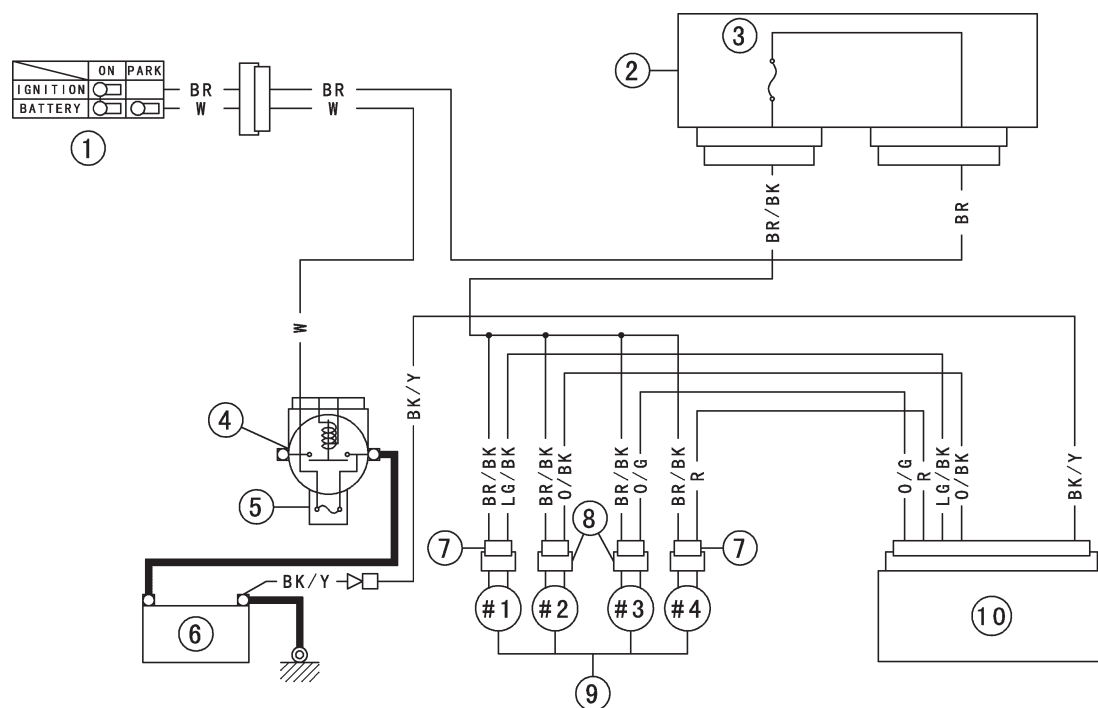 ON PARK
IGNITION
BATTERY
1
BR
W
BR
W
2
3
BR/BK
BR
W
BK/Y
4
5
BR/BK
LG/BK
BR/BK
O/BK
BR/BK
O/G
BR/BK
R
O/G
R
LG/BK
O/BK
BK/Y
7
8
7
BK/Y
#1
#2
#3
#4
6
9
10